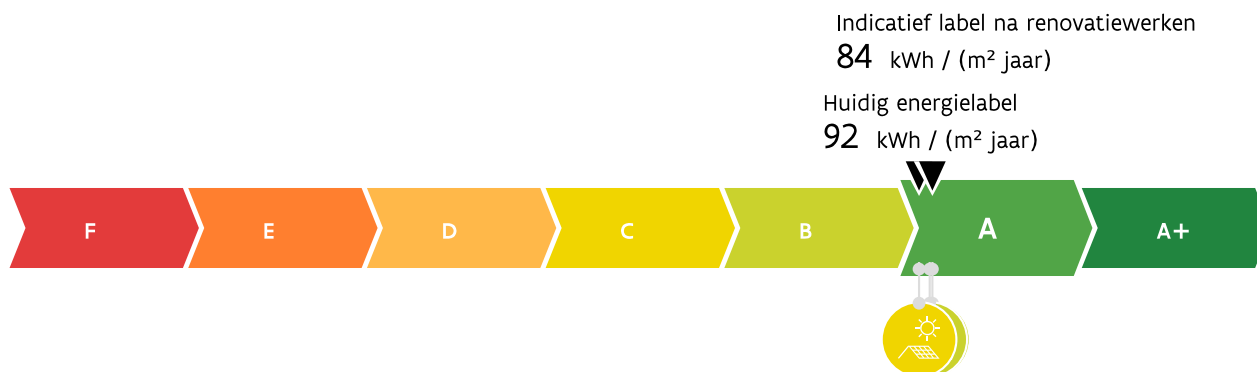 Indicatief label na renovatiewerken
84 kWh / (m² jaar)
Huidig energielabel
92 kWh / (m² jaar)
F E D C B A A+